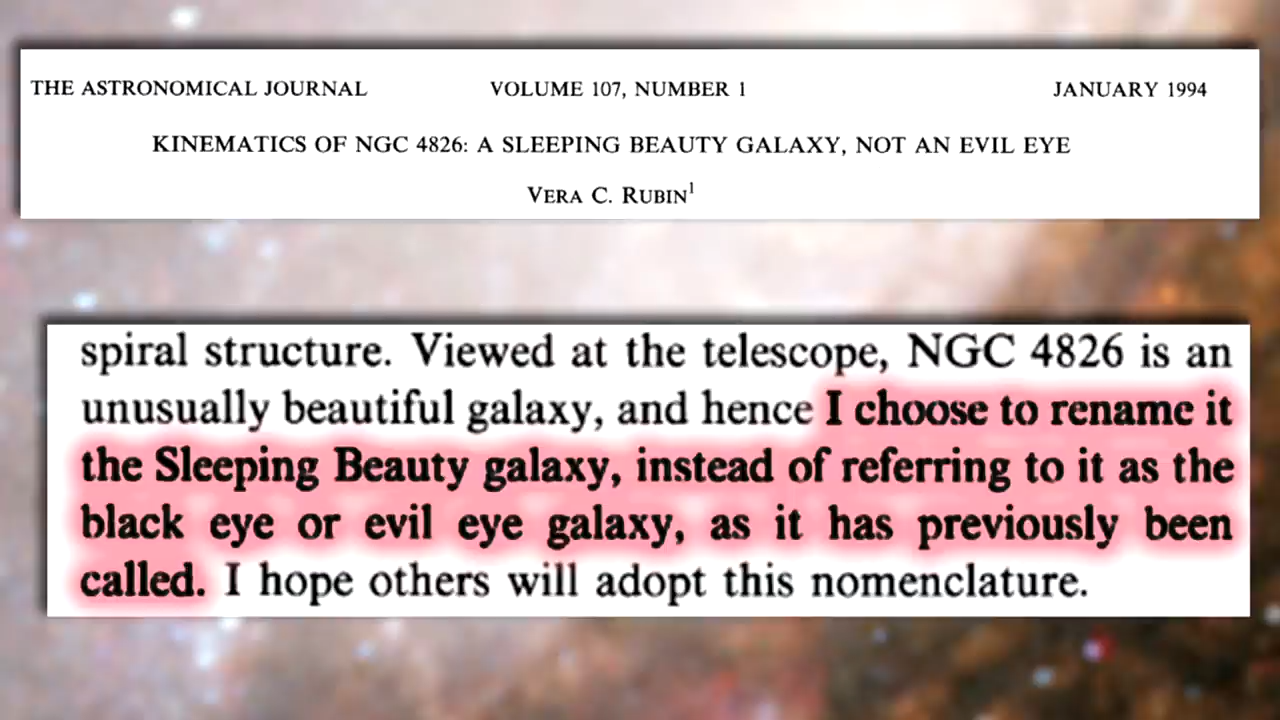 THE ASTRONOMICAL JOURNAL VOLUME 107, NUMBER 1 JANUARY 1994
KINEMATICS OF NGC 4826: A SLEEPING BEAUTY GALAXY, NOT AN EVIL EYE
VERA C. RUBIN¹
spiral structure. Viewed at the telescope, NGC 4826 is an
unusually beautiful galaxy, and hence I choose to rename it
the Sleeping Beauty galaxy, instead of referring to it as the
black eye or evil eye galaxy, as it has previously been
called. I hope others will adopt this nomenclature.